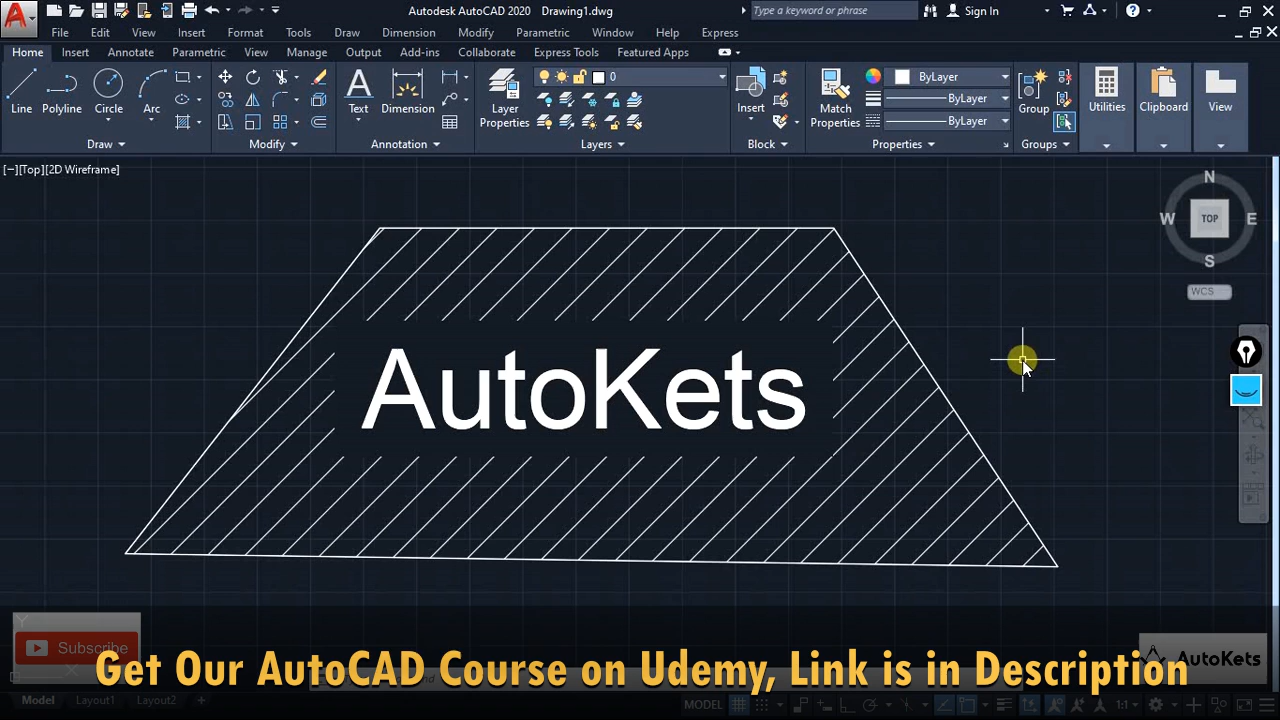 Autodesk AutoCAD 2020 Drawing1.dwg Type a keyword or phrase Sign In
File Edit View Insert Format Tools Draw Dimension Modify Parametric Window Help Express
Home Insert Annotate Parametric View Manage Output Add-ins Collaborate Express Tools Featured Apps
Line Polyline Circle Arc
Text Dimension
Layer Properties
0
Insert
Match Properties
ByLayer
ByLayer
ByLayer
Group
Utilities Clipboard View
Draw Modify Annotation Layers Block Properties Groups
[−][Top][2D Wireframe]
N
W TOP E
S
WCS
AutoKets
Y
Subscribe
AutoKets
Get Our AutoCAD Course on Udemy, Link is in Description
Model Layout1 Layout2 + MODEL 1:1